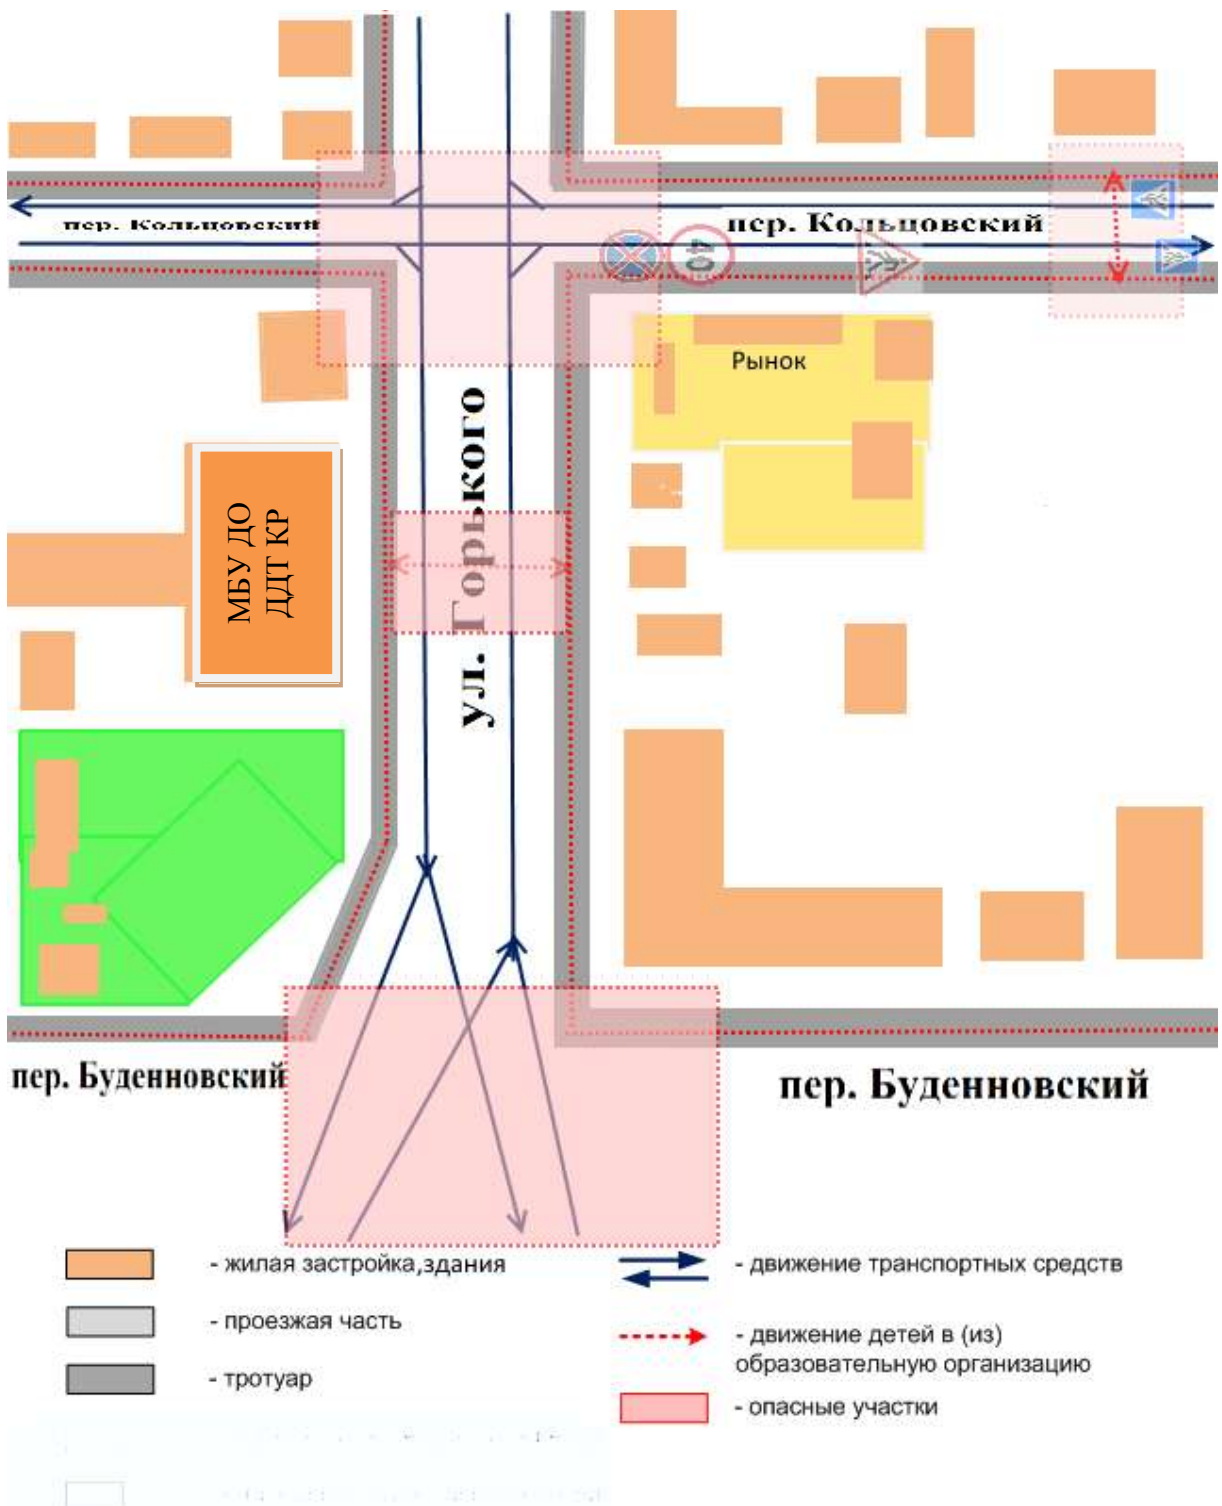 пер. Кольцовский
пер. Кольцовский
40
Рынок
ул. Горького
МБУ ДО
ДДТ КР
пер. Буденновский
пер. Буденновский
- жилая застройка,здания
- проезжая часть
- тротуар
- движение транспортных средств
- движение детей в (из)
образовательную организацию
- опасные участки